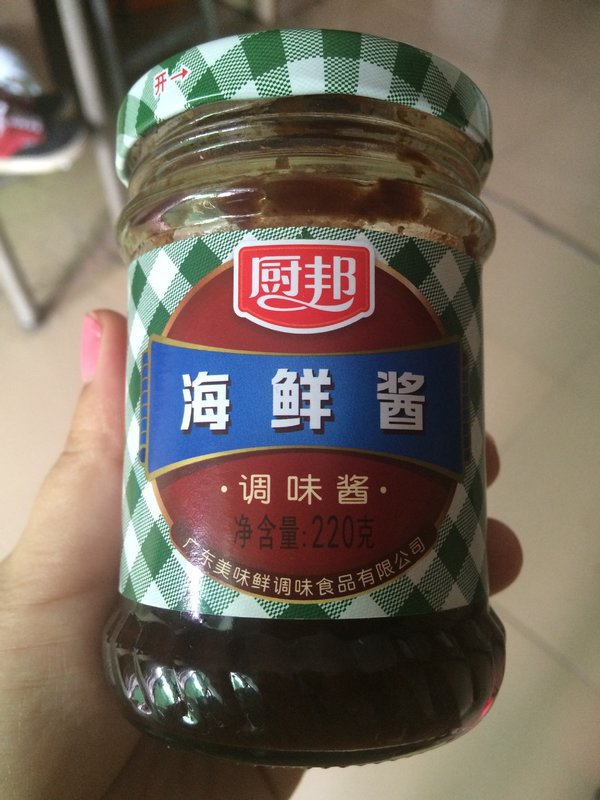 开→
厨邦
海鲜酱
·调味酱·
净含量:220克
广东美味鲜调味食品有限公司